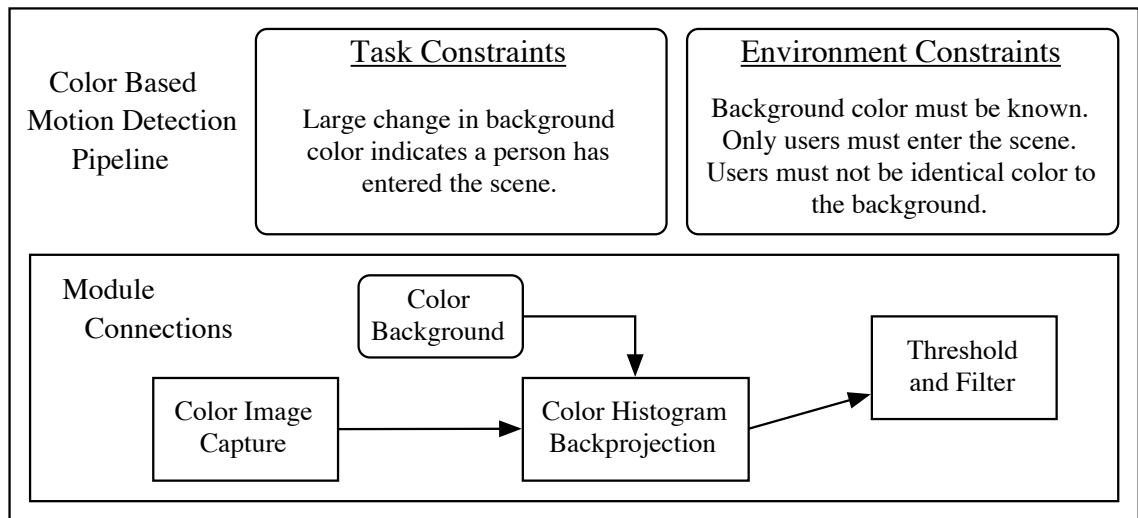 Color Based
Motion Detection
Pipeline
Task Constraints
Large change in background
color indicates a person has
entered the scene.
Environment Constraints
Background color must be known.
Only users must enter the scene.
Users must not be identical color to
the background.
Module
Connections
Color
Background
Color Image
Capture
Color Histogram
Backprojection
Threshold
and Filter